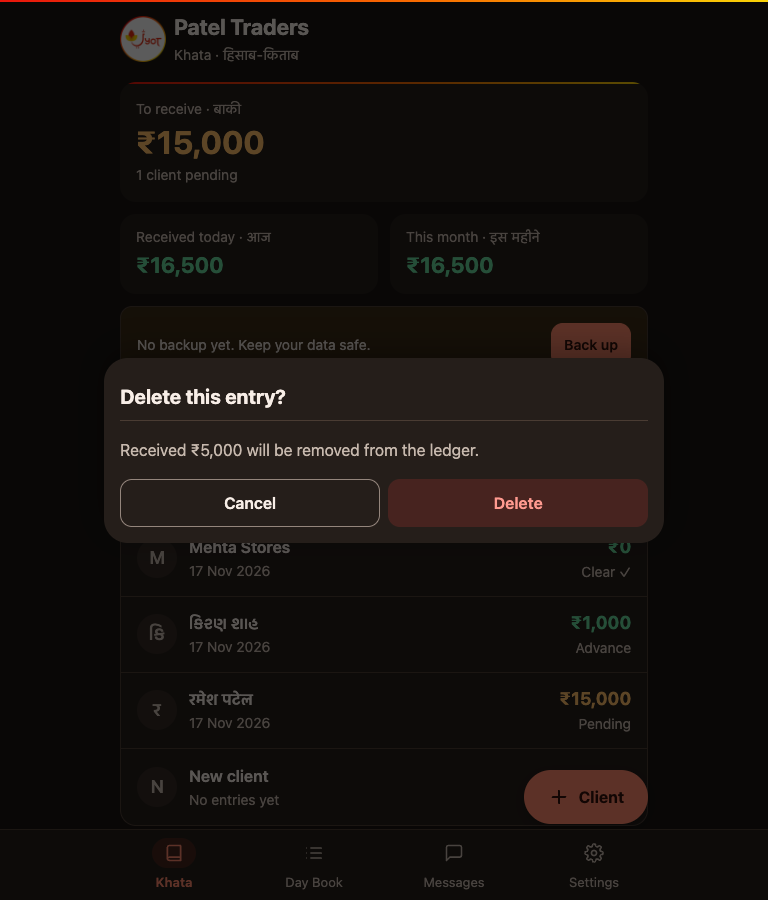 Jyot
Patel Traders
Khata · हिसाब-किताब
To receive · बाकी
₹15,000
1 client pending
Received today · आज
₹16,500
This month · इस महीने
₹16,500
No backup yet. Keep your data safe.
Back up
Delete this entry?
Received ₹5,000 will be removed from the ledger.
Cancel
Delete
M
Mehta Stores
₹0
17 Nov 2026
Clear ✓
કિ
કિરણ શાહ
₹1,000
17 Nov 2026
Advance
र
रमेश पटेल
₹15,000
17 Nov 2026
Pending
N
New client
No entries yet
+ Client
Khata
Day Book
Messages
Settings